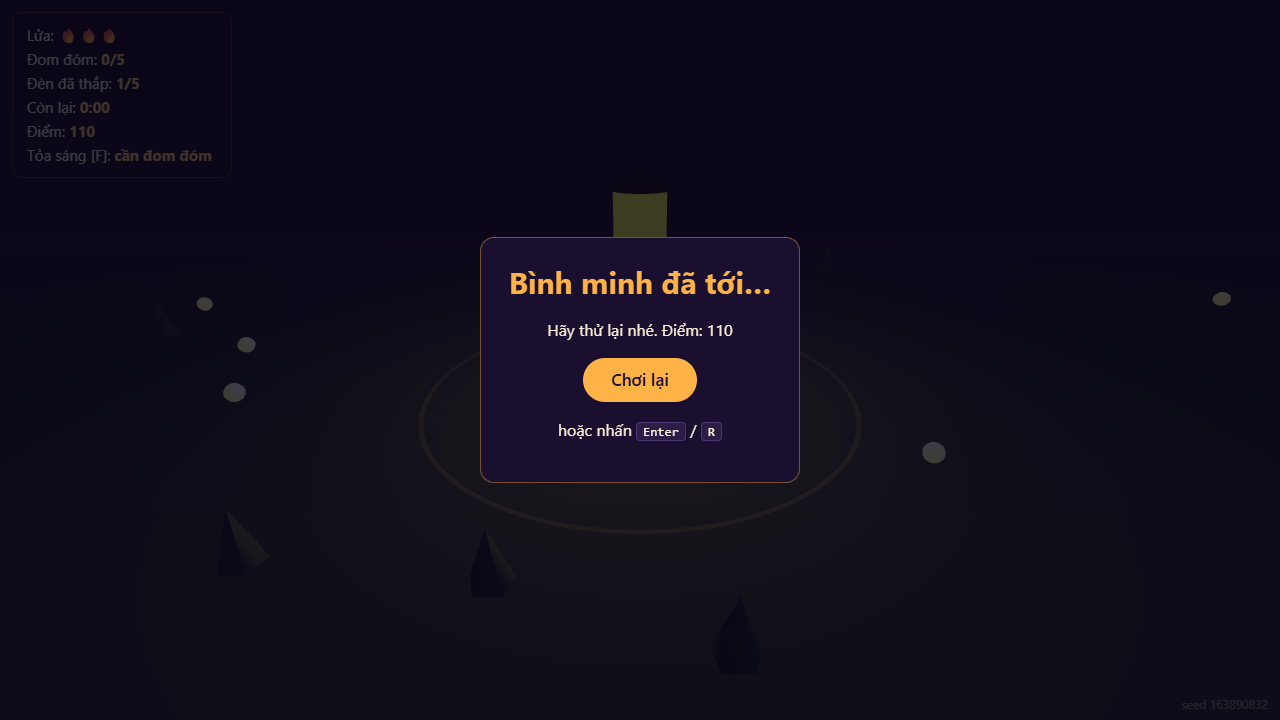 Lửa: 🔥 🔥 🔥
Đom đóm: 0/5
Đèn đã thắp: 1/5
Còn lại: 0:00
Điểm: 110
Tỏa sáng [F]: cần đom đóm
Bình minh đã tới...
Hãy thử lại nhé. Điểm: 110
Chơi lại
hoặc nhấn Enter / R
seed 163890832